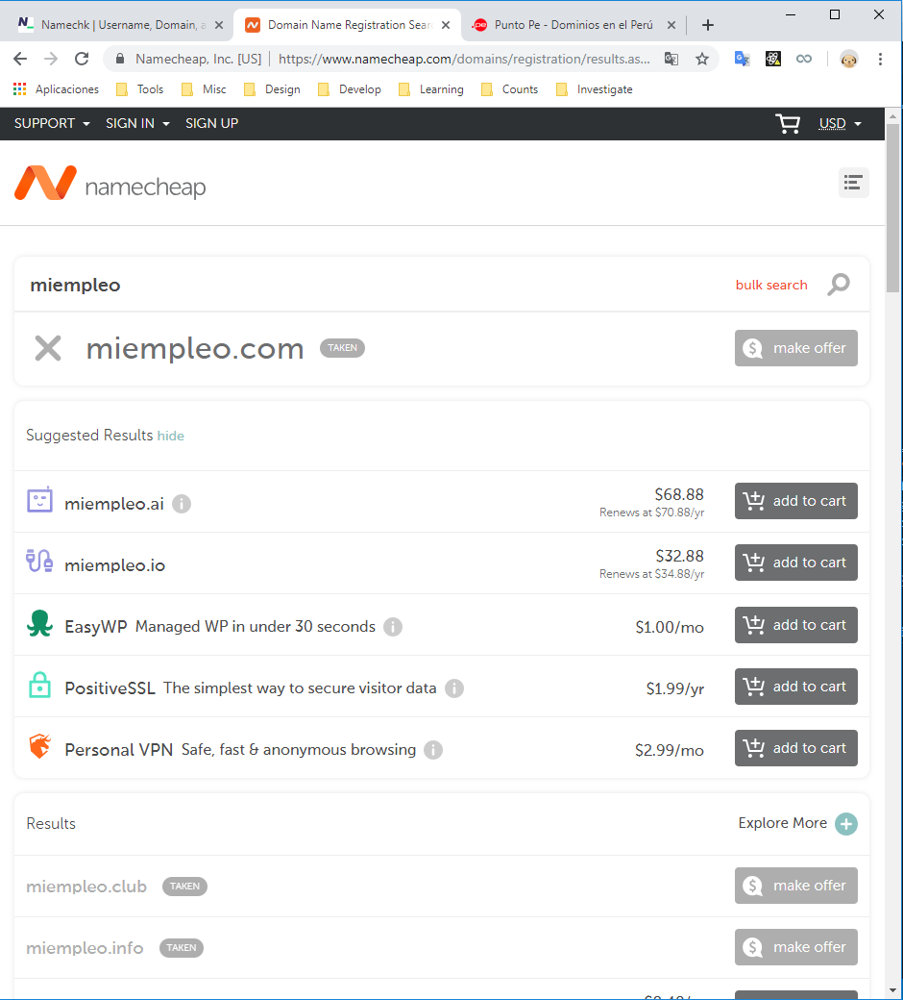 Namechk | Username, Domain, a
Domain Name Registration Sear
Punto Pe - Dominios en el Perú
Namecheap, Inc. [US] | https://www.namecheap.com/domains/registration/results.as...
Aplicaciones Tools Misc Design Develop Learning Counts Investigate
SUPPORT SIGN IN SIGN UP USD
namecheap
miempleo bulk search
miempleo.com TAKEN make offer
Suggested Results hide
miempleo.ai $68.88 add to cart
Renews at $70.88/yr
miempleo.io $32.88 add to cart
Renews at $34.88/yr
EasyWP Managed WP in under 30 seconds $1.00/mo add to cart
PositiveSSL The simplest way to secure visitor data $1.99/yr add to cart
Personal VPN Safe, fast & anonymous browsing $2.99/mo add to cart
Results Explore More
miempleo.club TAKEN make offer
miempleo.info TAKEN make offer